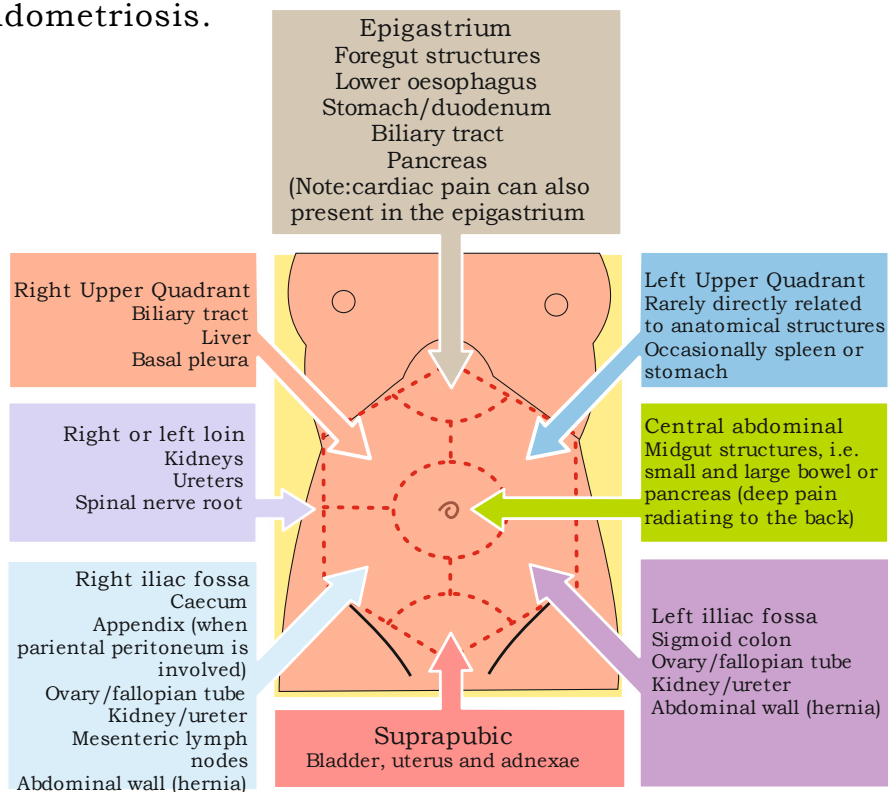 dometriosis.
Epigastrium
Foregut structures
Lower oesophagus
Stomach/duodenum
Biliary tract
Pancreas
(Note:cardiac pain can also
present in the epigastrium
Right Upper Quadrant
Biliary tract
Liver
Basal pleura
Left Upper Quadrant
Rarely directly related
to anatomical structures
Occasionally spleen or
stomach
Right or left loin
Kidneys
Ureters
Spinal nerve root
Central abdominal
Midgut structures, i.e.
small and large bowel or
pancreas (deep pain
radiating to the back)
Right iliac fossa
Caecum
Appendix (when
pariental peritoneum is
involved)
Ovary/fallopian tube
Kidney/ureter
Mesenteric lymph
nodes
Abdominal wall (hernia)
Left illiac fossa
Sigmoid colon
Ovary/fallopian tube
Kidney/ureter
Abdominal wall (hernia)
Suprapubic
Bladder, uterus and adnexae